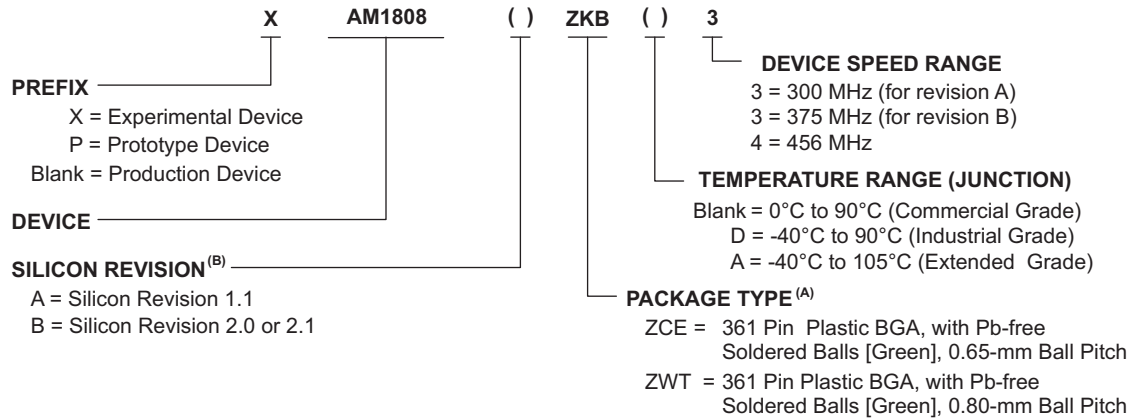 X AM1808 ( ) ZKB ( ) 3
PREFIX
X = Experimental Device
P = Prototype Device
Blank = Production Device
DEVICE
SILICON REVISION(B)
A = Silicon Revision 1.1
B = Silicon Revision 2.0 or 2.1
DEVICE SPEED RANGE
3 = 300 MHz (for revision A)
3 = 375 MHz (for revision B)
4 = 456 MHz
TEMPERATURE RANGE (JUNCTION)
Blank = 0°C to 90°C (Commercial Grade)
D = -40°C to 90°C (Industrial Grade)
A = -40°C to 105°C (Extended Grade)
PACKAGE TYPE(A)
ZCE = 361 Pin Plastic BGA, with Pb-free
Soldered Balls [Green], 0.65-mm Ball Pitch
ZWT = 361 Pin Plastic BGA, with Pb-free
Soldered Balls [Green], 0.80-mm Ball Pitch